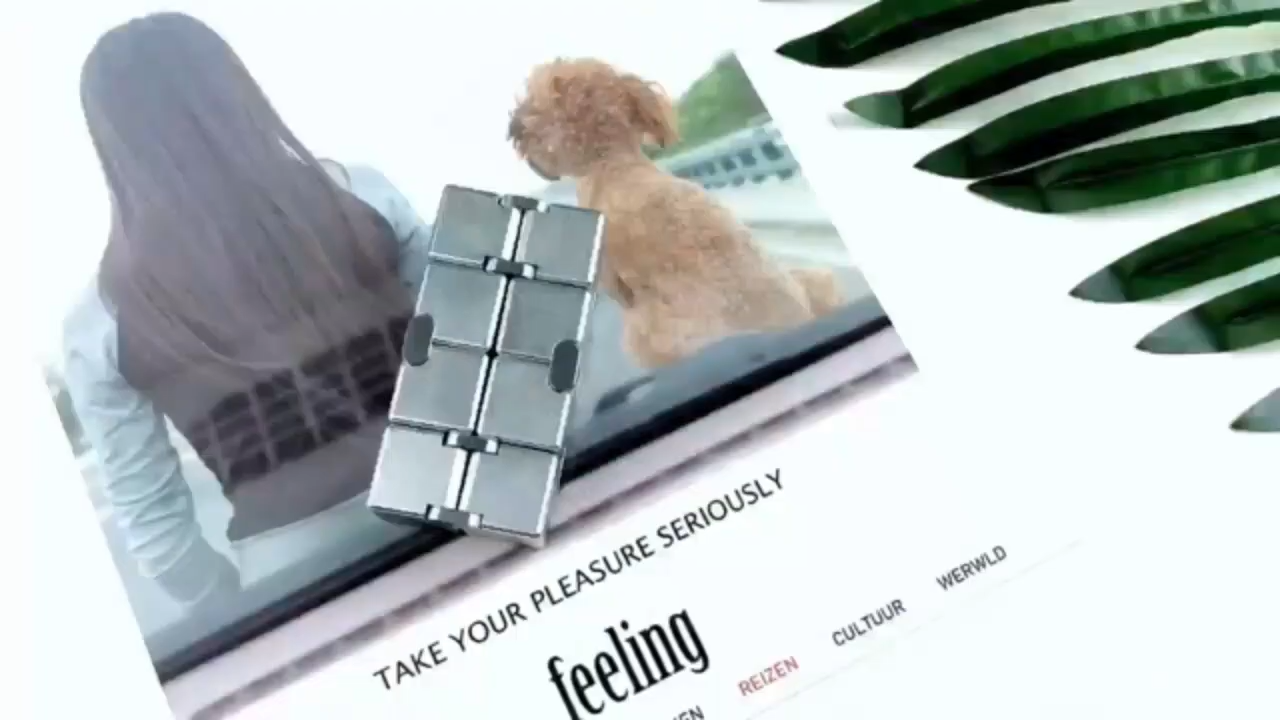 TAKE YOUR PLEASURE SERIOUSLY
feeling
REIZEN CULTUUR WERWLD